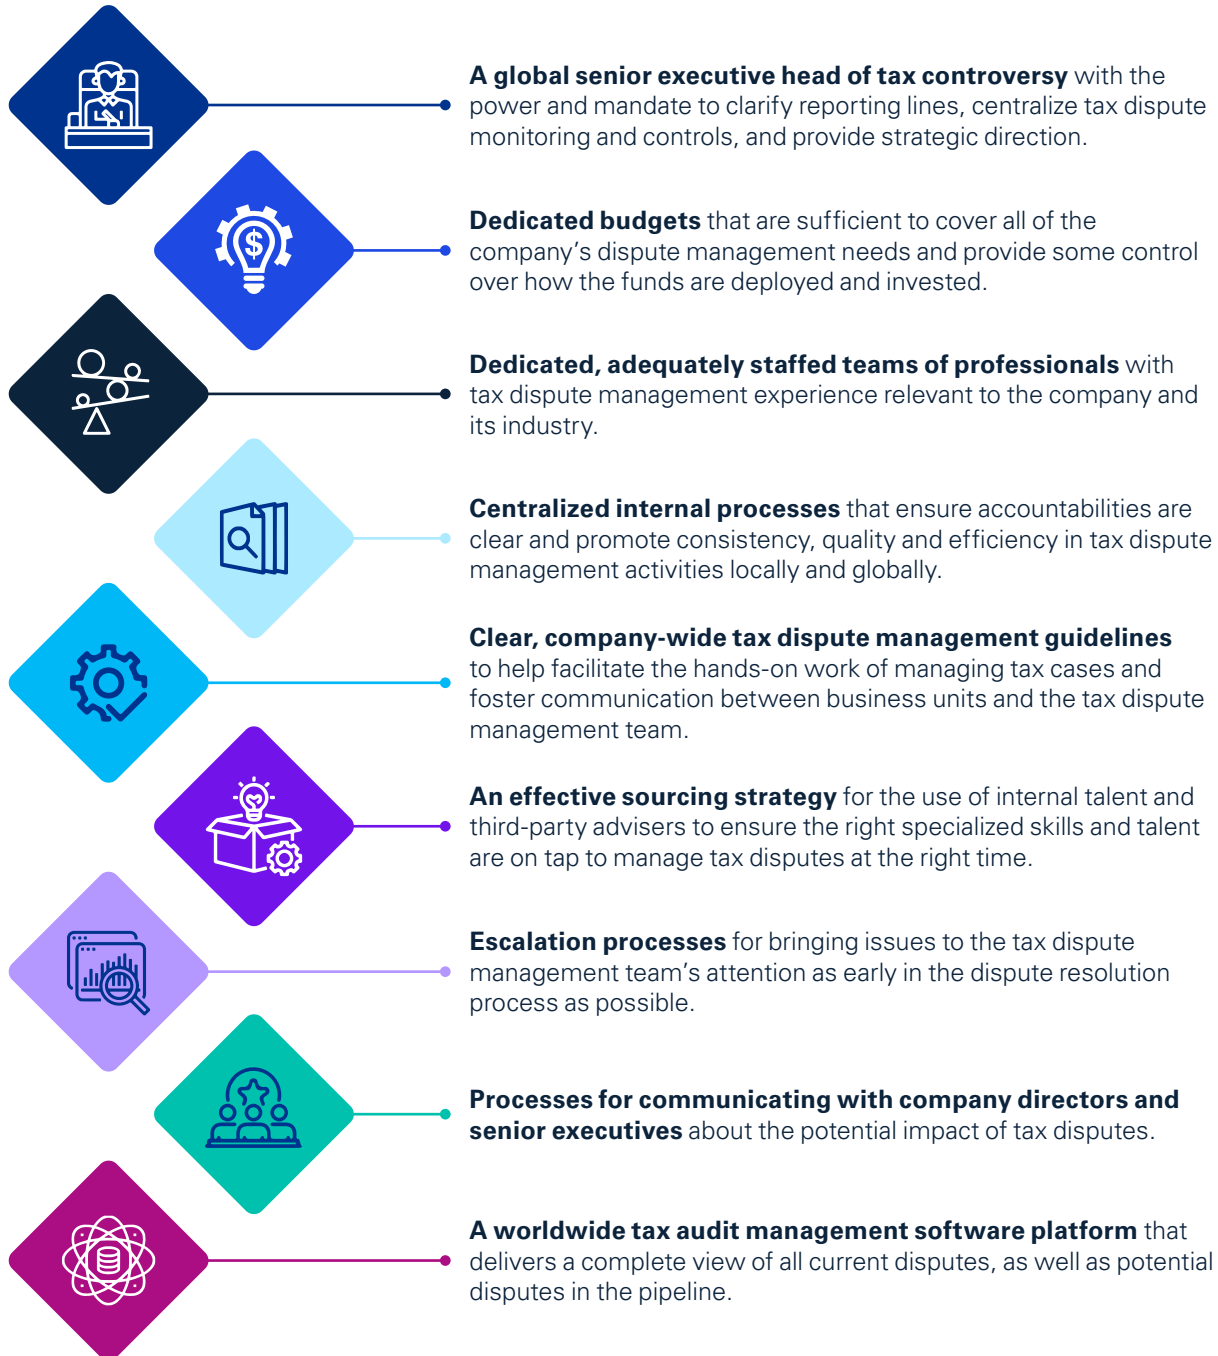 A global senior executive head of tax controversy with the
power and mandate to clarify reporting lines, centralize tax dispute
monitoring and controls, and provide strategic direction.
$
Dedicated budgets that are sufficient to cover all of the
company’s dispute management needs and provide some control
over how the funds are deployed and invested.
Dedicated, adequately staffed teams of professionals with
tax dispute management experience relevant to the company and
its industry.
Centralized internal processes that ensure accountabilities are
clear and promote consistency, quality and efficiency in tax dispute
management activities locally and globally.
Clear, company-wide tax dispute management guidelines
to help facilitate the hands-on work of managing tax cases and
foster communication between business units and the tax dispute
management team.
An effective sourcing strategy for the use of internal talent and
third-party advisers to ensure the right specialized skills and talent
are on tap to manage tax disputes at the right time.
Escalation processes for bringing issues to the tax dispute
management team’s attention as early in the dispute resolution
process as possible.
Processes for communicating with company directors and
senior executives about the potential impact of tax disputes.
A worldwide tax audit management software platform that
delivers a complete view of all current disputes, as well as potential
disputes in the pipeline.